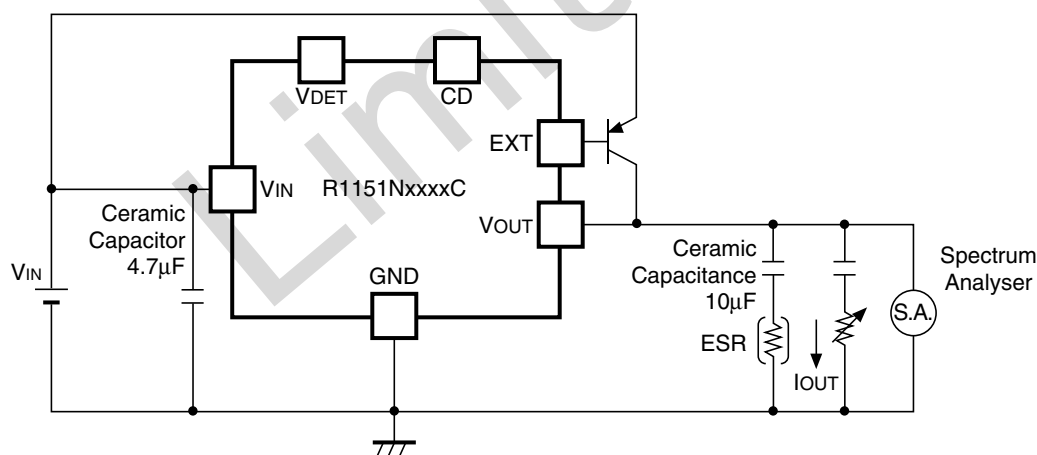 VDET
CD
EXT
VIN
R1151NxxxxC
VOUT
Ceramic
Capacitor
4.7μF
VIN
GND
Ceramic
Capacitance
10μF
ESR
IOUT
Spectrum
Analyser
S.A.